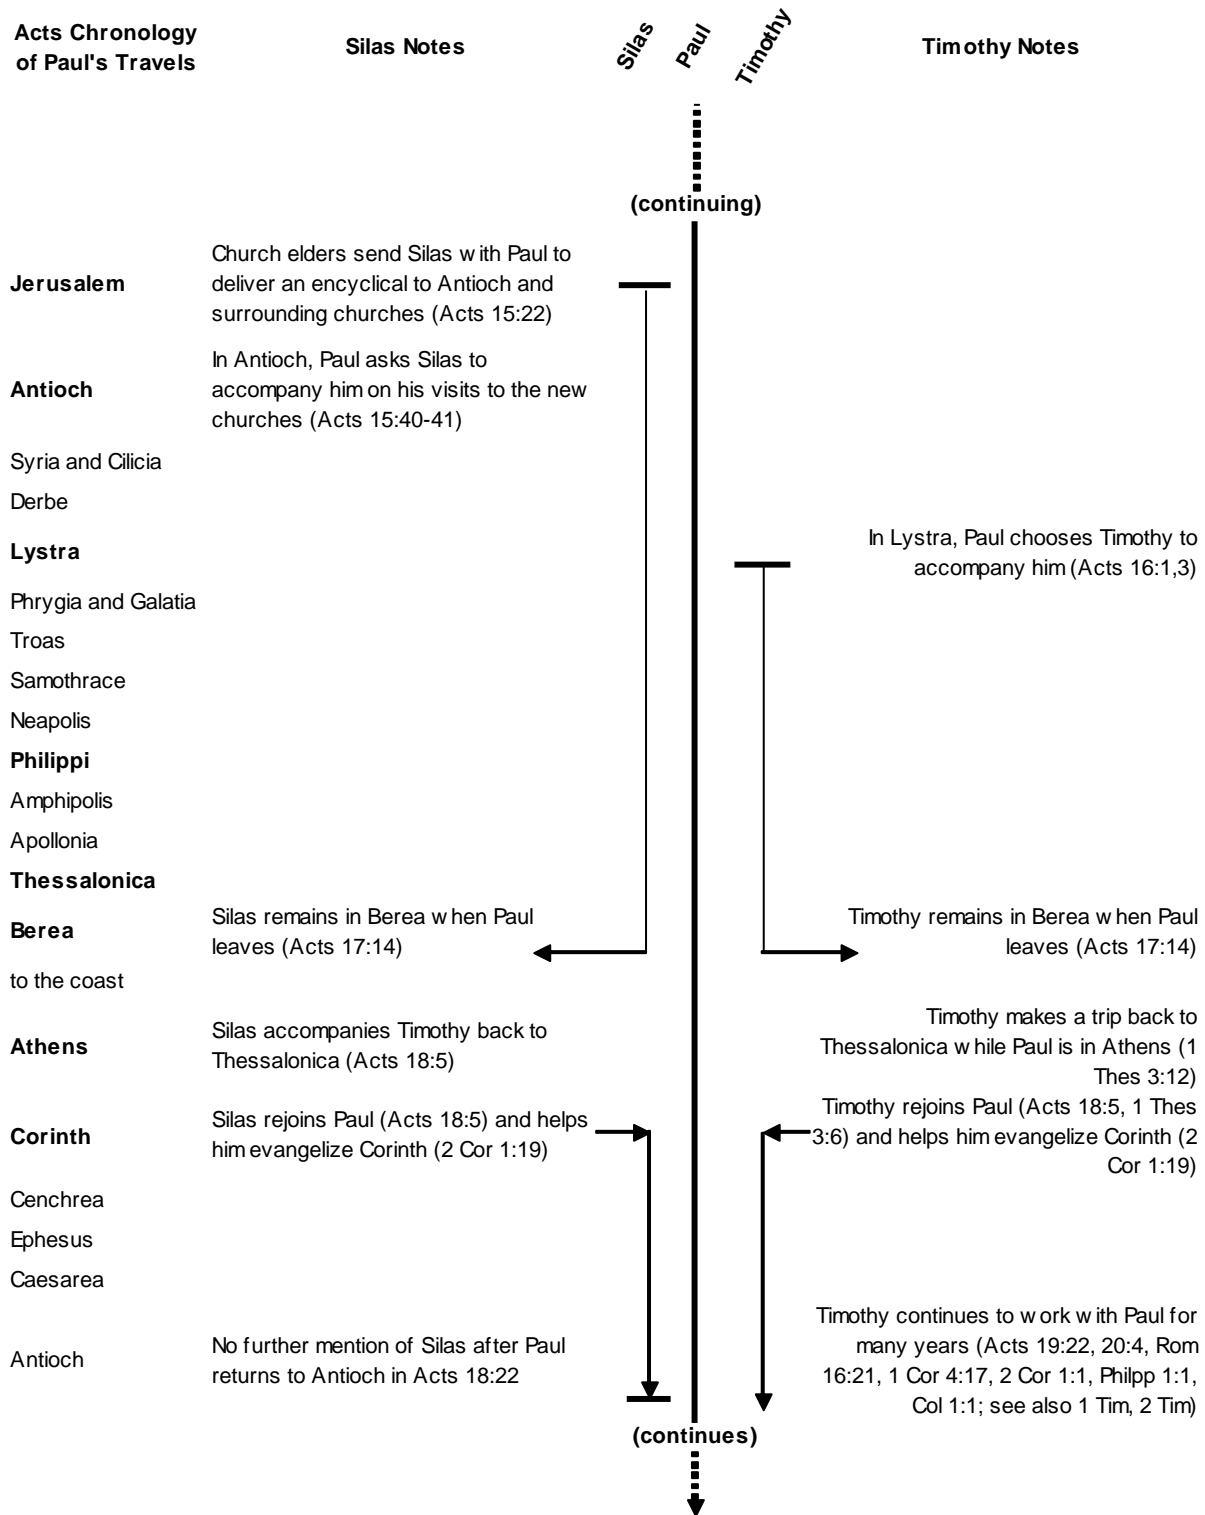 Acts Chronology
of Paul's Travels
Silas Notes
Silas
Paul
Timothy
Timothy Notes
(continuing)
Jerusalem
Church elders send Silas with Paul to
deliver an encyclical to Antioch and
surrounding churches (Acts 15:22)
Antioch
In Antioch, Paul asks Silas to
accompany him on his visits to the new
churches (Acts 15:40-41)
Syria and Cilicia
Derbe
Lystra
In Lystra, Paul chooses Timothy to
accompany him (Acts 16:1,3)
Phrygia and Galatia
Troas
Samothrace
Neapolis
Philippi
Amphipolis
Apollonia
Thessalonica
Berea
Silas remains in Berea when Paul
leaves (Acts 17:14)
Timothy remains in Berea when Paul
leaves (Acts 17:14)
to the coast
Athens
Silas accompanies Timothy back to
Thessalonica (Acts 18:5)
Timothy makes a trip back to
Thessalonica while Paul is in Athens (1
Thes 3:12)
Corinth
Silas rejoins Paul (Acts 18:5) and helps
him evangelize Corinth (2 Cor 1:19)
Timothy rejoins Paul (Acts 18:5, 1 Thes
3:6) and helps him evangelize Corinth (2
Cor 1:19)
Cenchrea
Ephesus
Caesarea
Antioch
No further mention of Silas after Paul
returns to Antioch in Acts 18:22
Timothy continues to work with Paul for
many years (Acts 19:22, 20:4, Rom
16:21, 1 Cor 4:17, 2 Cor 1:1, Philpp 1:1,
Col 1:1; see also 1 Tim, 2 Tim)
(continues)